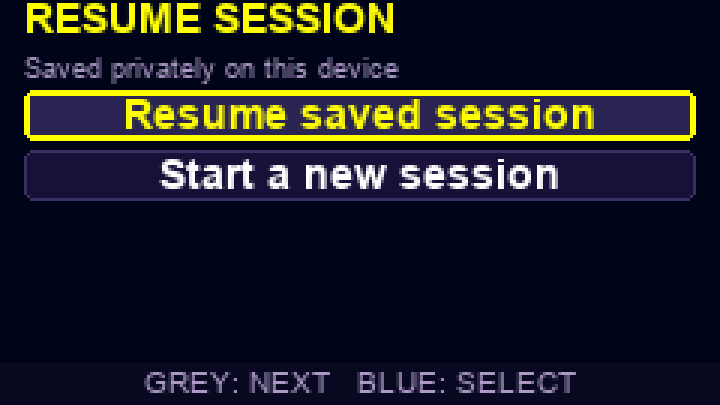 RESUME SESSION
Saved privately on this device
Resume saved session
Start a new session
GREY: NEXT BLUE: SELECT